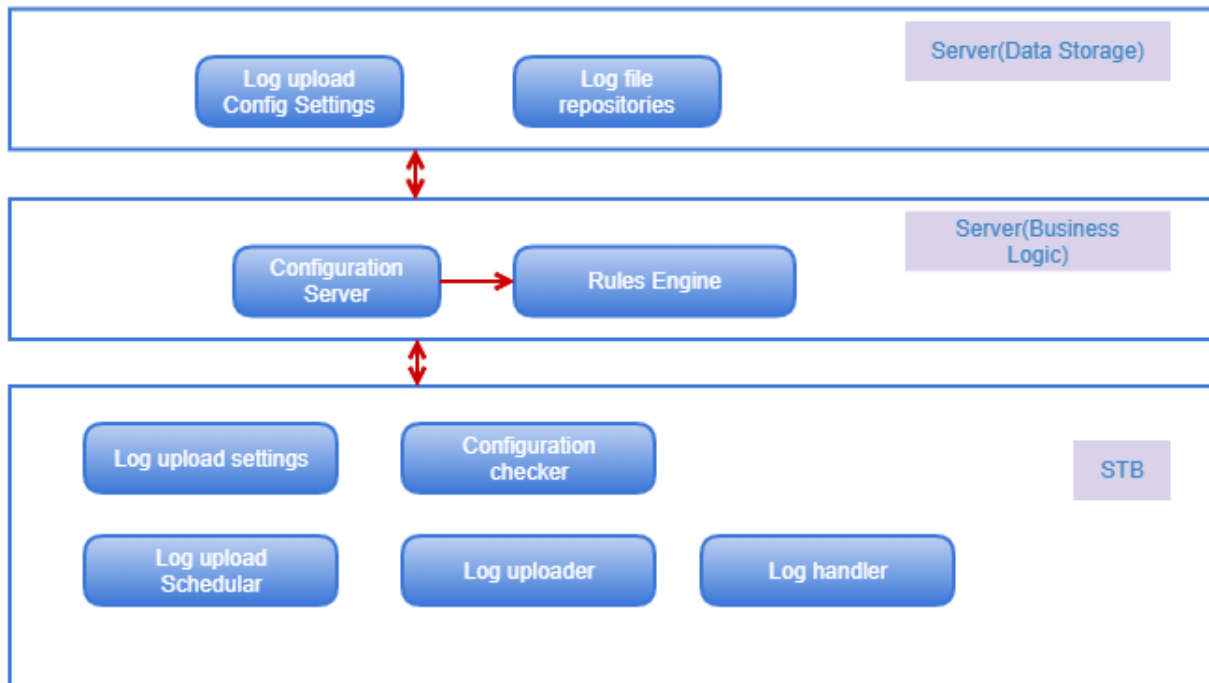 Server(Data Storage)
Log upload
Config Settings
Log file
repositories
Server(Business
Logic)
Configuration
Server
Rules Engine
Log upload settings
Configuration
checker
STB
Log upload
Schedular
Log uploader
Log handler